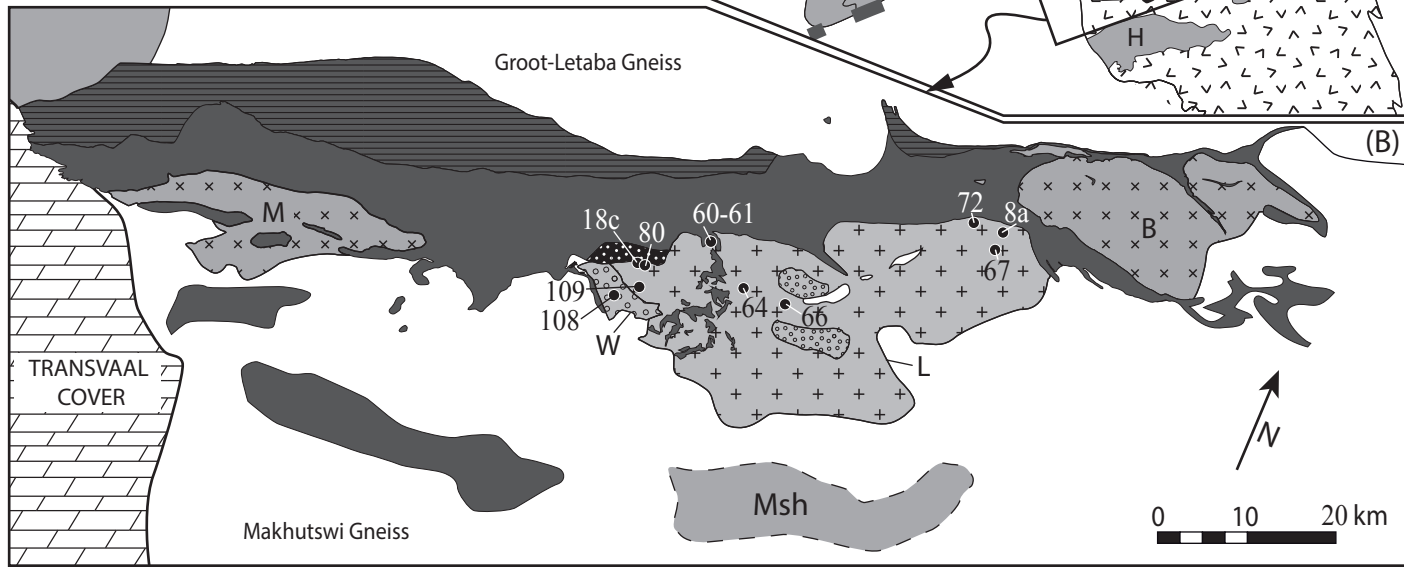 H
Groot-Letaba Gneiss
(B)
M
18c
80
60-61
72
8a
B
67
109
108
64
66
W
L
TRANSVAAL
COVER
N
Msh
Makhutswi Gneiss
0 10 20 km